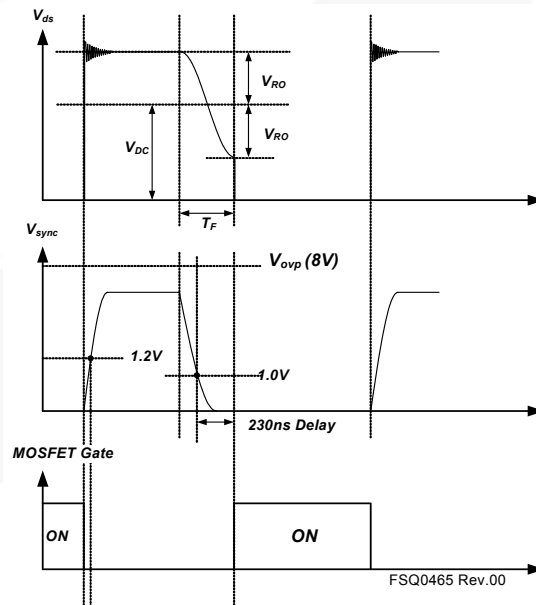 Vds
VRO
VRO
VDC
TF
Vsync
Vovp (8V)
1.2V
1.0V
230ns Delay
MOSFET Gate
ON
ON
FSQ0465 Rev.00